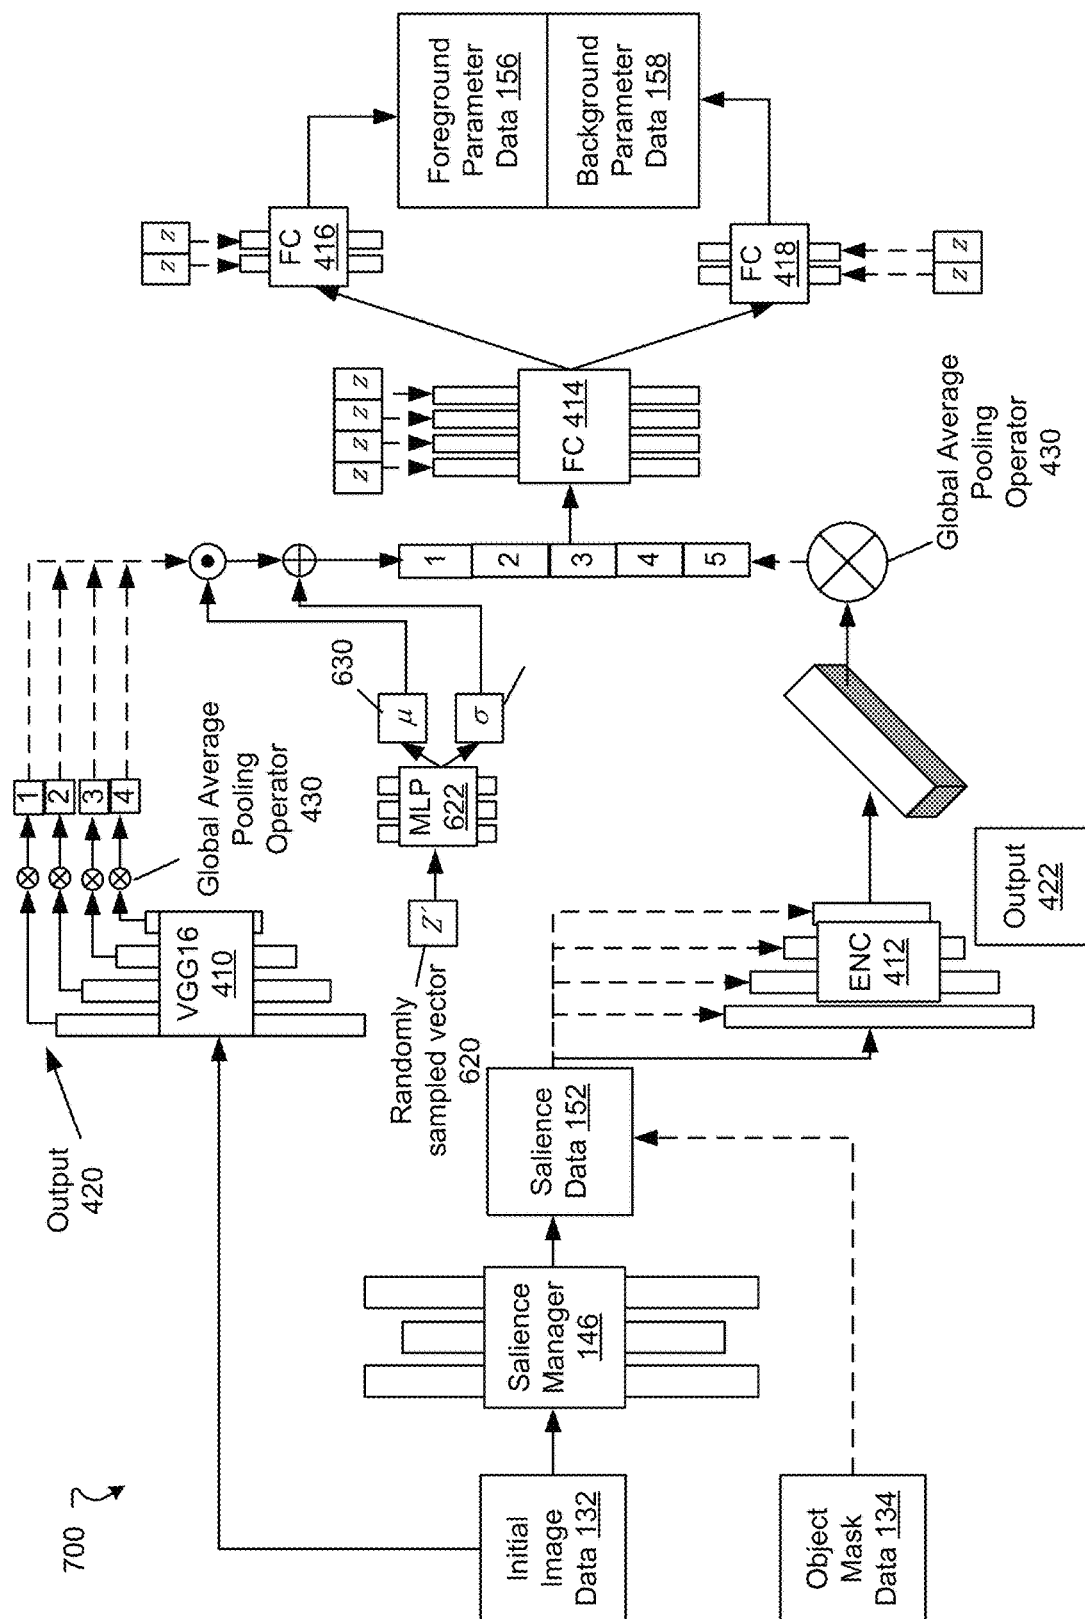 700
Initial
Image
Data 132
Object
Mask
Data 134
Salience
Manager
146
Salience
Data 152
Output
420
VGG16
410
Global Average
Pooling
Operator
430
1
2
3
4
Randomly
sampled vector
620
Z´
MLP
622
630
μ
σ
ENC
412
Output
422
1
2
3
4
5
Global Average
Pooling
Operator
430
z z z z
FC 414
z z
FC
416
FC
418
z z
Foreground
Parameter
Data 156
Background
Parameter
Data 158